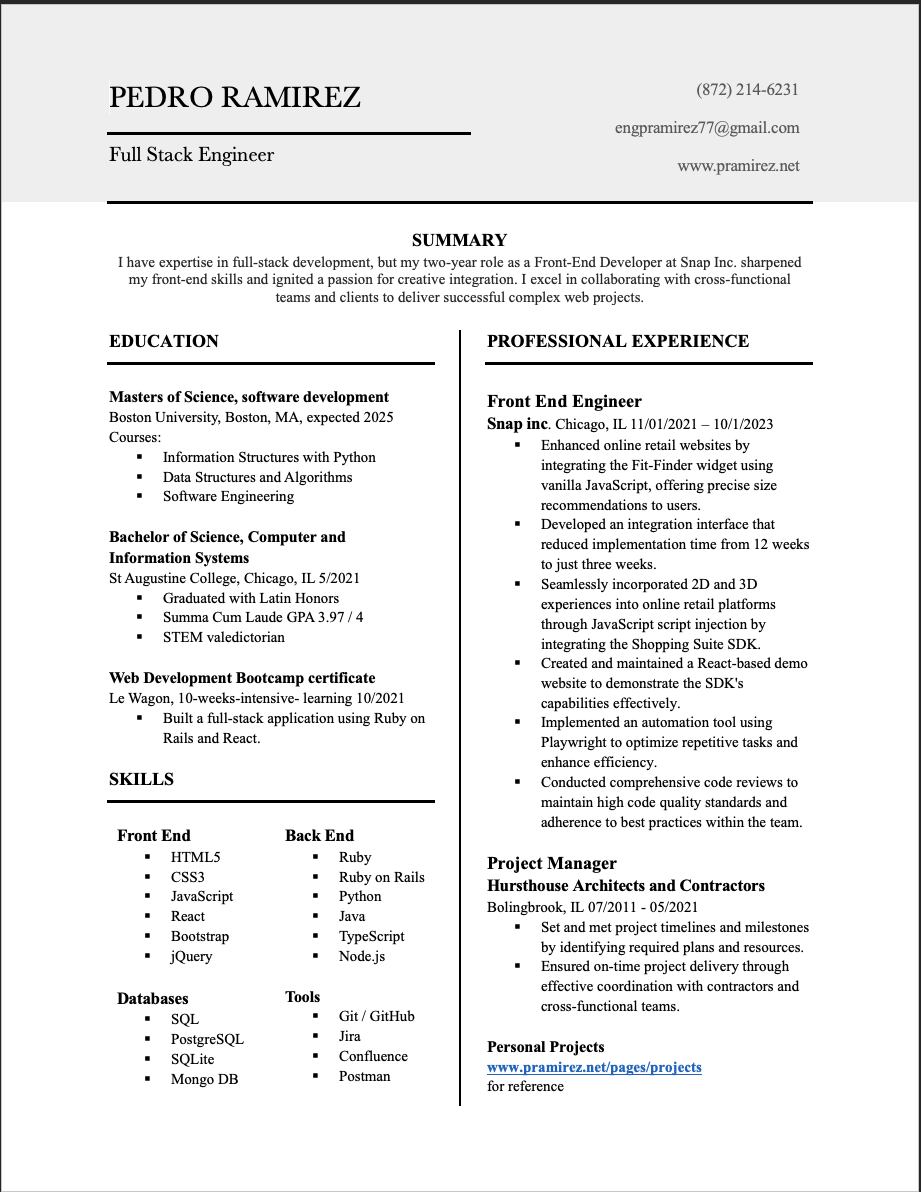 PEDRO RAMIREZ
Full Stack Engineer
(872) 214-6231
engpramirez77@gmail.com
www.pramirez.net
SUMMARY
I have expertise in full-stack development, but my two-year role as a Front-End Developer at Snap Inc. sharpened
my front-end skills and ignited a passion for creative integration. I excel in collaborating with cross-functional
teams and clients to deliver successful complex web projects.
EDUCATION
Masters of Science, software development
Boston University, Boston, MA, expected 2025
Courses:
▪ Information Structures with Python
▪ Data Structures and Algorithms
▪ Software Engineering
Bachelor of Science, Computer and
Information Systems
St Augustine College, Chicago, IL 5/2021
▪ Graduated with Latin Honors
▪ Summa Cum Laude GPA 3.97 / 4
▪ STEM valedictorian
Web Development Bootcamp certificate
Le Wagon, 10-weeks-intensive- learning 10/2021
▪ Built a full-stack application using Ruby on
Rails and React.
SKILLS
Front End
▪ HTML5
▪ CSS3
▪ JavaScript
▪ React
▪ Bootstrap
▪ jQuery
Back End
▪ Ruby
▪ Ruby on Rails
▪ Python
▪ Java
▪ TypeScript
▪ Node.js
Databases
▪ SQL
▪ PostgreSQL
▪ SQLite
▪ Mongo DB
Tools
▪ Git / GitHub
▪ Jira
▪ Confluence
▪ Postman
PROFESSIONAL EXPERIENCE
Front End Engineer
Snap inc. Chicago, IL 11/01/2021 – 10/1/2023
▪ Enhanced online retail websites by
integrating the Fit-Finder widget using
vanilla JavaScript, offering precise size
recommendations to users.
▪ Developed an integration interface that
reduced implementation time from 12 weeks
to just three weeks.
▪ Seamlessly incorporated 2D and 3D
experiences into online retail platforms
through JavaScript script injection by
integrating the Shopping Suite SDK.
▪ Created and maintained a React-based demo
website to demonstrate the SDK's
capabilities effectively.
▪ Implemented an automation tool using
Playwright to optimize repetitive tasks and
enhance efficiency.
▪ Conducted comprehensive code reviews to
maintain high code quality standards and
adherence to best practices within the team.
Project Manager
Hursthouse Architects and Contractors
Bolingbrook, IL 07/2011 - 05/2021
▪ Set and met project timelines and milestones
by identifying required plans and resources.
▪ Ensured on-time project delivery through
effective coordination with contractors and
cross-functional teams.
Personal Projects
www.pramirez.net/pages/projects
for reference